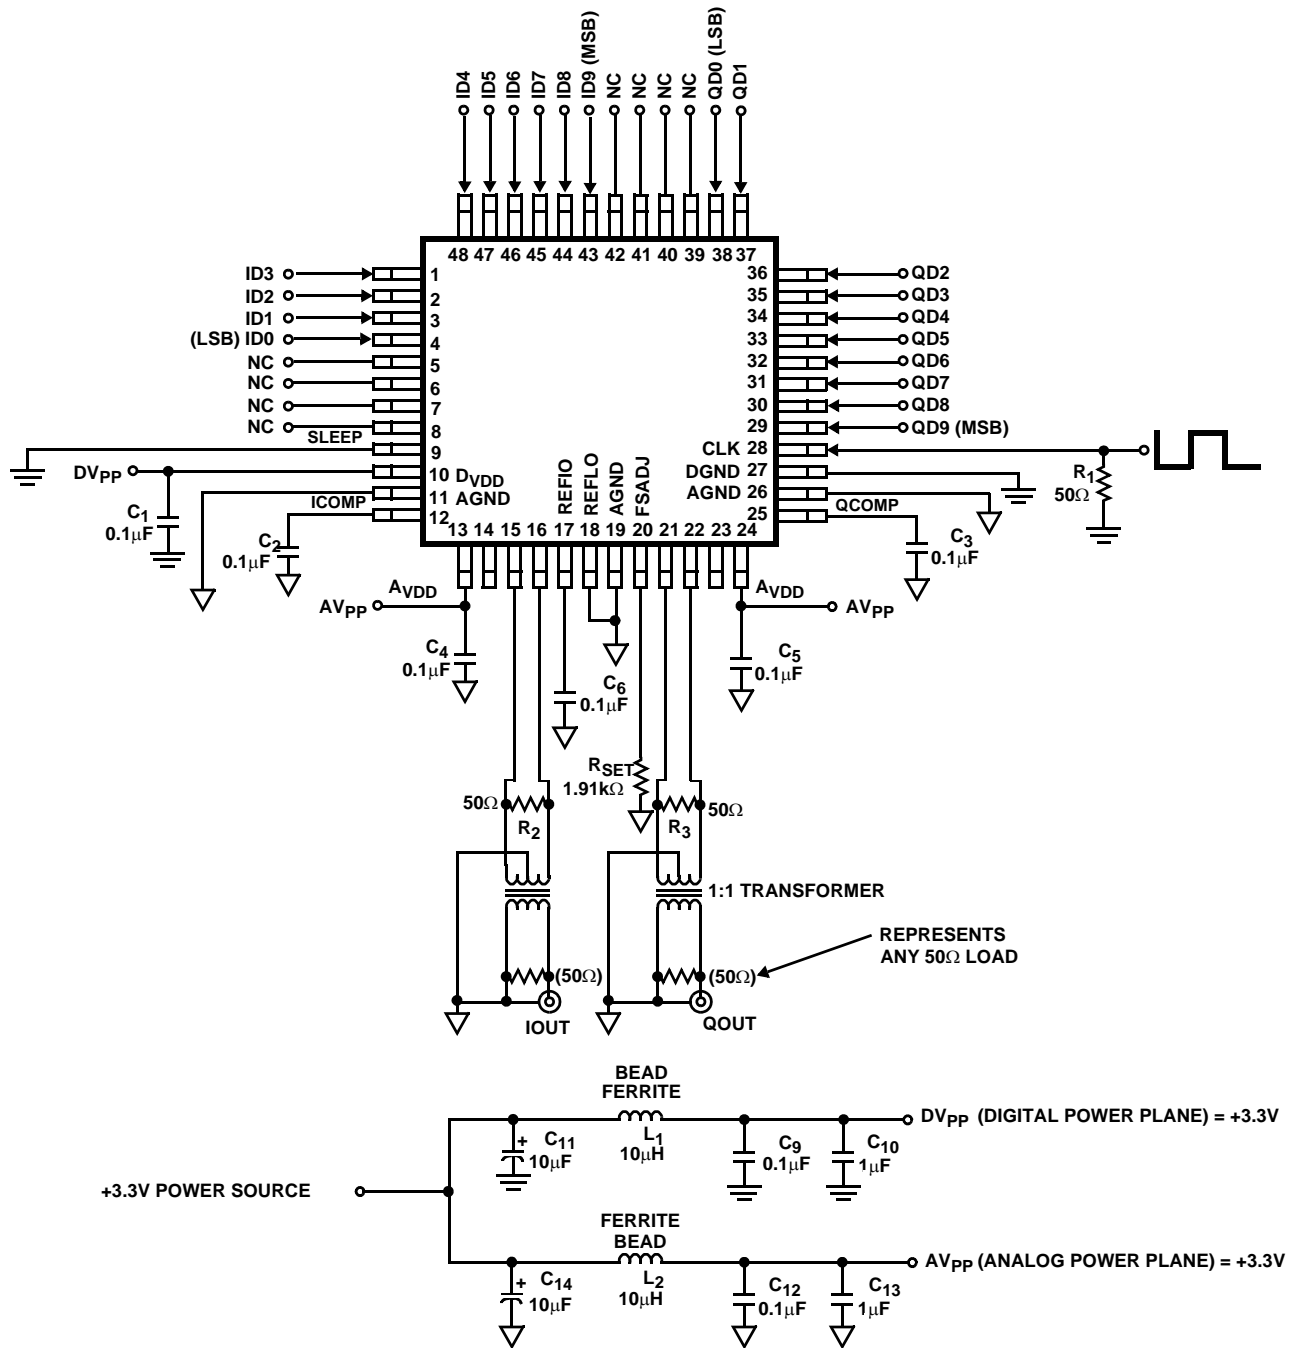 ID4
ID5
ID6
ID7
ID8
ID9 (MSB)
NC
NC
NC
NC
QD0 (LSB)
QD1
48 47 46 45 44 43 42 41 40 39 38 37
ID3
ID2
ID1
(LSB) ID0
NC
NC
NC
NC
SLEEP
DVPP
ICOMP
1
2
3
4
5
6
7
8
9
10 DVDD
11 AGND
12
C1
0.1µF
C2
0.1µF
REFIO
REFLO
AGND
FSADJ
36
35
34
33
32
31
30
29
CLK 28
DGND 27
AGND 26
25
QD2
QD3
QD4
QD5
QD6
QD7
QD8
QD9 (MSB)
R1
50Ω
QCOMP
C3
0.1µF
13 14 15 16 17 18 19 20 21 22 23 24
AVDD
AVPP
C4
0.1µF
C6
0.1µF
AVDD
AVPP
C5
0.1µF
RSET
1.91kΩ
50Ω
R2
R3
50Ω
1:1 TRANSFORMER
REPRESENTS
ANY 50Ω LOAD
(50Ω)
(50Ω)
IOUT
QOUT
BEAD
FERRITE
L1
10µH
C11
+
10µF
C9
0.1µF
C10
1µF
DVPP (DIGITAL POWER PLANE) = +3.3V
+3.3V POWER SOURCE
FERRITE
BEAD
L2
10µH
C14
+
10µF
C12
0.1µF
C13
1µF
AVPP (ANALOG POWER PLANE) = +3.3V